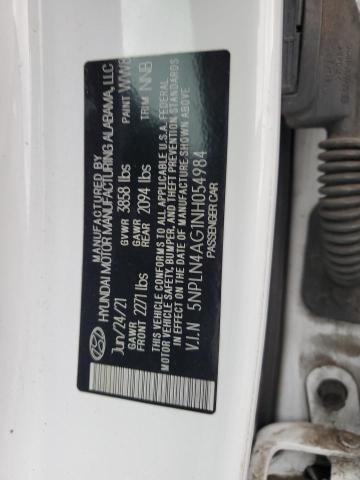 MANUFACTURED BY
HYUNDAI MOTOR MANUFACTURING ALABAMA, LLC
Jun/24/21 GVWR 3858 lbs PAINT WW8
GAWR FRONT 2271 lbs GAWR REAR 2094 lbs TRIM NNB
THIS VEHICLE CONFORMS TO ALL APPLICABLE U.S.A. FEDERAL
MOTOR VEHICLE SAFETY, BUMPER, AND THEFT PREVENTION STANDARDS
IN EFFECT ON THE DATE OF MANUFACTURE SHOWN ABOVE
V.I.N 5NPLN4AG1NH054984
PASSENGER CAR